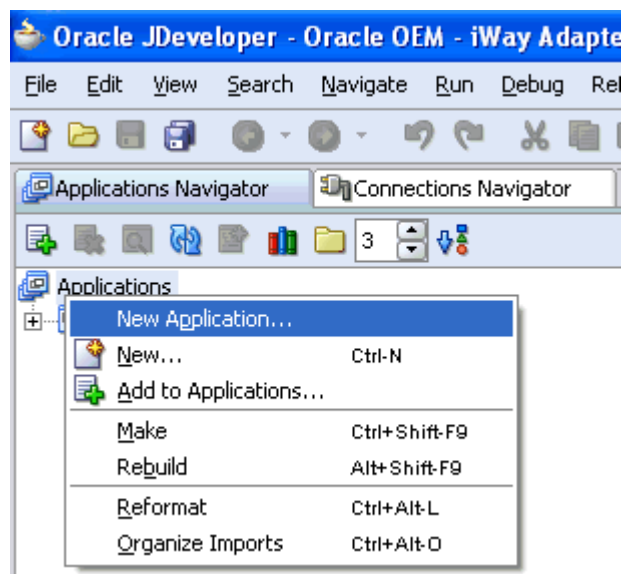 Oracle JDeveloper - Oracle OEM - iWay Adapte
File Edit View Search Navigate Run Debug Re
Applications Navigator Connections Navigator
3
Applications
New Application...
New... Ctrl-N
Add to Applications...
Make Ctrl+Shift-F9
Rebuild Alt+Shift-F9
Reformat Ctrl+Alt-L
Organize Imports Ctrl+Alt-O